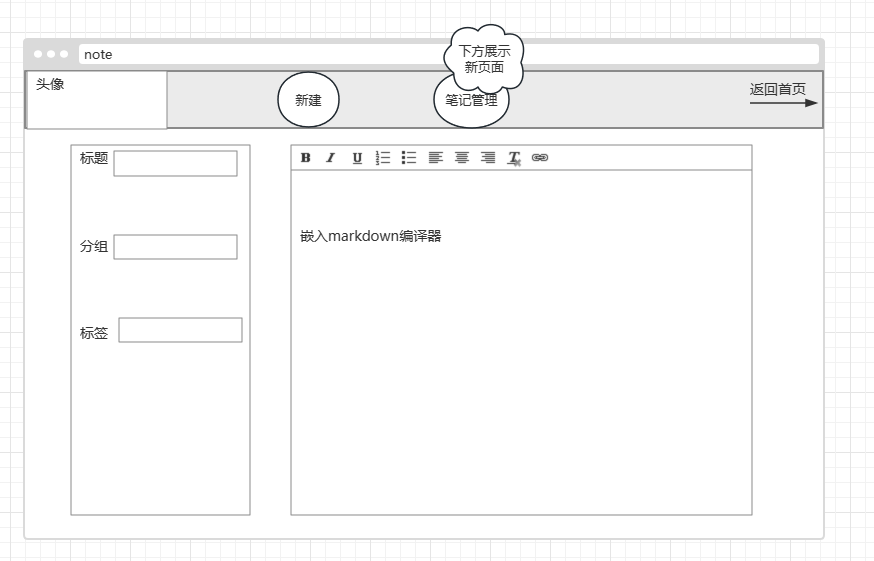 note
下方展示
新页面
头像
新建
笔记管理
返回首页
标题
B I U
嵌入markdown编译器
分组
标签